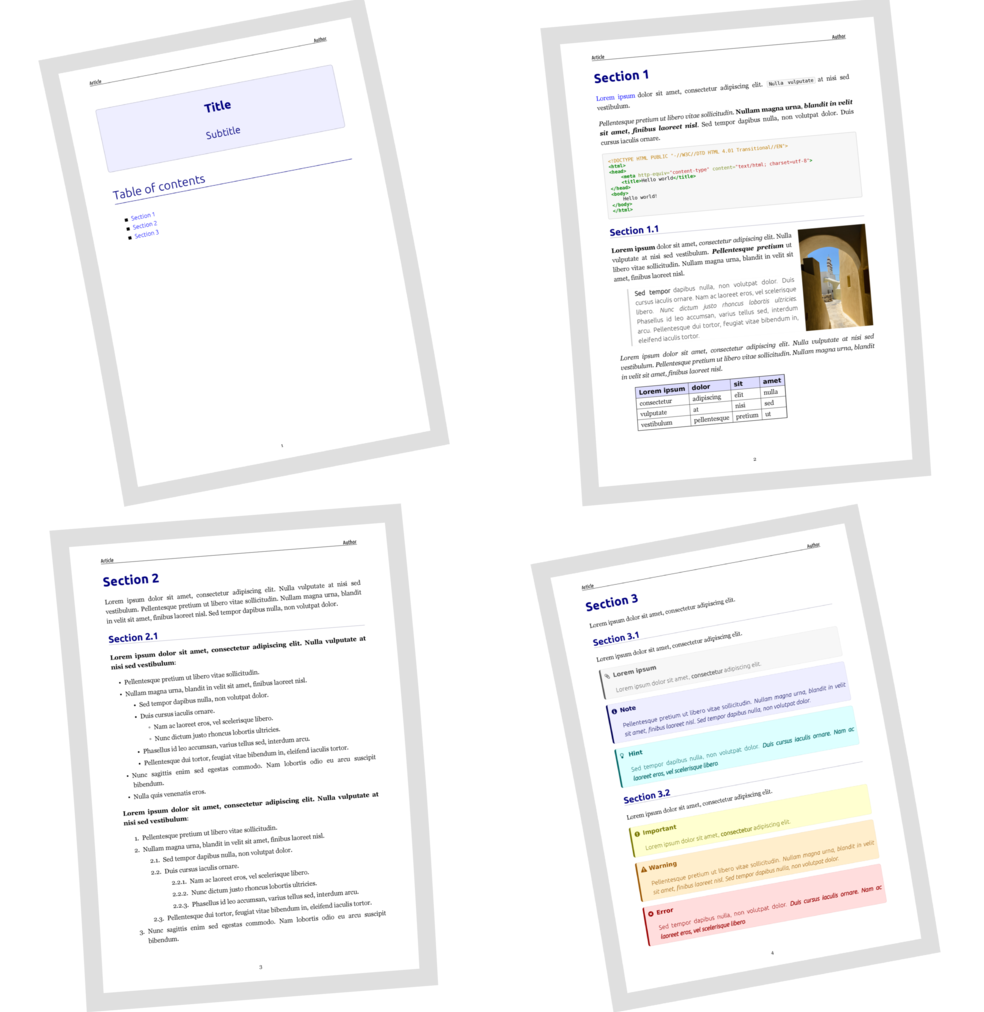 Article Author
Title
Subtitle
Table of contents
▪ Section 1
▪ Section 2
▪ Section 3
1
Article Author
Section 1
Lorem ipsum dolor sit amet, consectetur adipiscing elit. Nulla vulputate at nisi sed
vestibulum.
Pellentesque pretium ut libero vitae sollicitudin. Nullam magna urna, blandit in velit
sit amet, finibus laoreet nisl. Sed tempor dapibus nulla, non volutpat dolor. Duis
cursus iaculis ornare.
<!DOCTYPE HTML PUBLIC "-//W3C//DTD HTML 4.01 Transitional//EN">
<html>
<head>
<meta http-equiv="content-type" content="text/html; charset=utf-8">
<title>Hello world</title>
</head>
<body>
Hello world!
</body>
</html>
Section 1.1
Lorem ipsum dolor sit amet, consectetur adipiscing elit. Nulla
vulputate at nisi sed vestibulum. Pellentesque pretium ut
libero vitae sollicitudin. Nullam magna urna, blandit in velit sit
amet, finibus laoreet nisl.
Sed tempor dapibus nulla, non volutpat dolor. Duis
cursus iaculis ornare. Nam ac laoreet eros, vel scelerisque
libero. Nunc dictum justo rhoncus lobortis ultricies.
Phasellus id leo accumsan, varius tellus sed, interdum
arcu. Pellentesque dui tortor, feugiat vitae bibendum in,
eleifend iaculis tortor.
Lorem ipsum dolor sit amet, consectetur adipiscing elit. Nulla vulputate at nisi sed
vestibulum. Pellentesque pretium ut libero vitae sollicitudin. Nullam magna urna, blandit
in velit sit amet, finibus laoreet nisl.
Lorem ipsum dolor sit amet
consectetur adipiscing elit nulla
vulputate at nisi sed
vestibulum pellentesque pretium ut
2
Article Author
Section 2
Lorem ipsum dolor sit amet, consectetur adipiscing elit. Nulla vulputate at nisi sed
vestibulum. Pellentesque pretium ut libero vitae sollicitudin. Nullam magna urna, blandit
in velit sit amet, finibus laoreet nisl. Sed tempor dapibus nulla, non volutpat dolor.
Section 2.1
Lorem ipsum dolor sit amet, consectetur adipiscing elit. Nulla vulputate at
nisi sed vestibulum:
• Pellentesque pretium ut libero vitae sollicitudin.
• Nullam magna urna, blandit in velit sit amet, finibus laoreet nisl.
• Sed tempor dapibus nulla, non volutpat dolor.
• Duis cursus iaculis ornare.
◦ Nam ac laoreet eros, vel scelerisque libero.
◦ Nunc dictum justo rhoncus lobortis ultricies.
• Phasellus id leo accumsan, varius tellus sed, interdum arcu.
• Pellentesque dui tortor, feugiat vitae bibendum in, eleifend iaculis tortor.
• Nunc sagittis enim sed egestas commodo. Nam lobortis odio eu arcu suscipit
bibendum.
• Nulla quis venenatis eros.
Lorem ipsum dolor sit amet, consectetur adipiscing elit. Nulla vulputate at
nisi sed vestibulum:
1. Pellentesque pretium ut libero vitae sollicitudin.
2. Nullam magna urna, blandit in velit sit amet, finibus laoreet nisl.
2.1. Sed tempor dapibus nulla, non volutpat dolor.
2.2. Duis cursus iaculis ornare.
2.2.1. Nam ac laoreet eros, vel scelerisque libero.
2.2.2. Nunc dictum justo rhoncus lobortis ultricies.
2.2.3. Phasellus id leo accumsan, varius tellus sed, interdum arcu.
2.3. Pellentesque dui tortor, feugiat vitae bibendum in, eleifend iaculis tortor.
3. Nunc sagittis enim sed egestas commodo. Nam lobortis odio eu arcu suscipit
bibendum.
3
Article Author
Section 3
Lorem ipsum dolor sit amet, consectetur adipiscing elit.
Section 3.1
Lorem ipsum dolor sit amet, consectetur adipiscing elit.
Lorem ipsum
Lorem ipsum dolor sit amet, consectetur adipiscing elit.
Note
Pellentesque pretium ut libero vitae sollicitudin. Nullam magna urna, blandit in velit
sit amet, finibus laoreet nisl. Sed tempor dapibus nulla, non volutpat dolor
Hint
Sed tempor dapibus nulla, non volutpat dolor. Duis cursus iaculis ornare. Nam ac
laoreet eros, vel scelerisque libero
Section 3.2
Lorem ipsum dolor sit amet, consectetur adipiscing elit.
Important
Lorem ipsum dolor sit amet, consectetur adipiscing elit.
Warning
Pellentesque pretium ut libero vitae sollicitudin. Nullam magna urna, blandit in velit
sit amet, finibus laoreet nisl. Sed tempor dapibus nulla, non volutpat dolor
Error
Sed tempor dapibus nulla, non volutpat dolor. Duis cursus iaculis ornare. Nam ac
laoreet eros, vel scelerisque libero
4